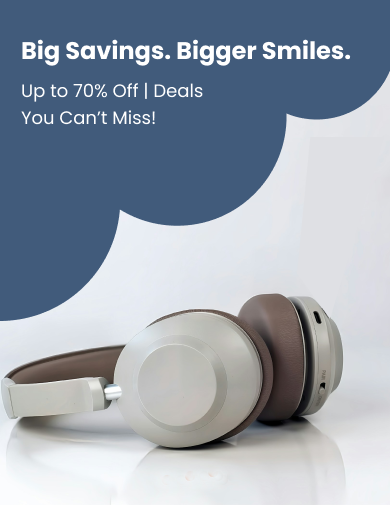 Big Savings. Bigger Smiles.
Up to 70% Off | Deals
You Can’t Miss!